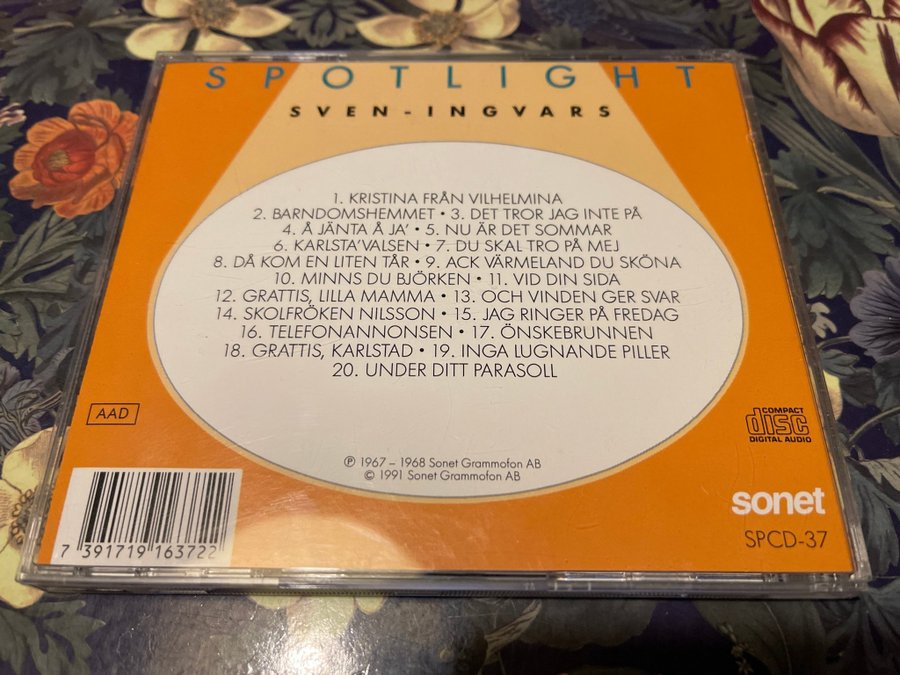 SPOTLIGHT
SVEN-INGVARS
1. KRISTINA FRÅN VILHELMINA
2. BARNDOMSHEMMET • 3. DET TROR JAG INTE PÅ
4. Å JÄNTA Å JA' • 5. NU ÄR DET SOMMAR
6. KARLSTA'VALSEN • 7. DU SKAL TRO PÅ MEJ
8. DÅ KOM EN LITEN TÅR • 9. ACK VÄRMELAND DU SKÖNA
10. MINNS DU BJÖRKEN • 11. VID DIN SIDA
12. GRATTIS, LILLA MAMMA • 13. OCH VINDEN GER SVAR
14. SKOLFRÖKEN NILSSON • 15. JAG RINGER PÅ FREDAG
16. TELEFONANNONSEN • 17. ÖNSKEBRUNNEN
18. GRATTIS, KARLSTAD • 19. INGA LUGNANDE PILLER
20. UNDER DITT PARASOLL
AAD
COMPACT
disc
DIGITAL AUDIO
℗ 1967 – 1968 Sonet Grammofon AB
© 1991 Sonet Grammofon AB
sonet
SPCD-37
7 391719 163722